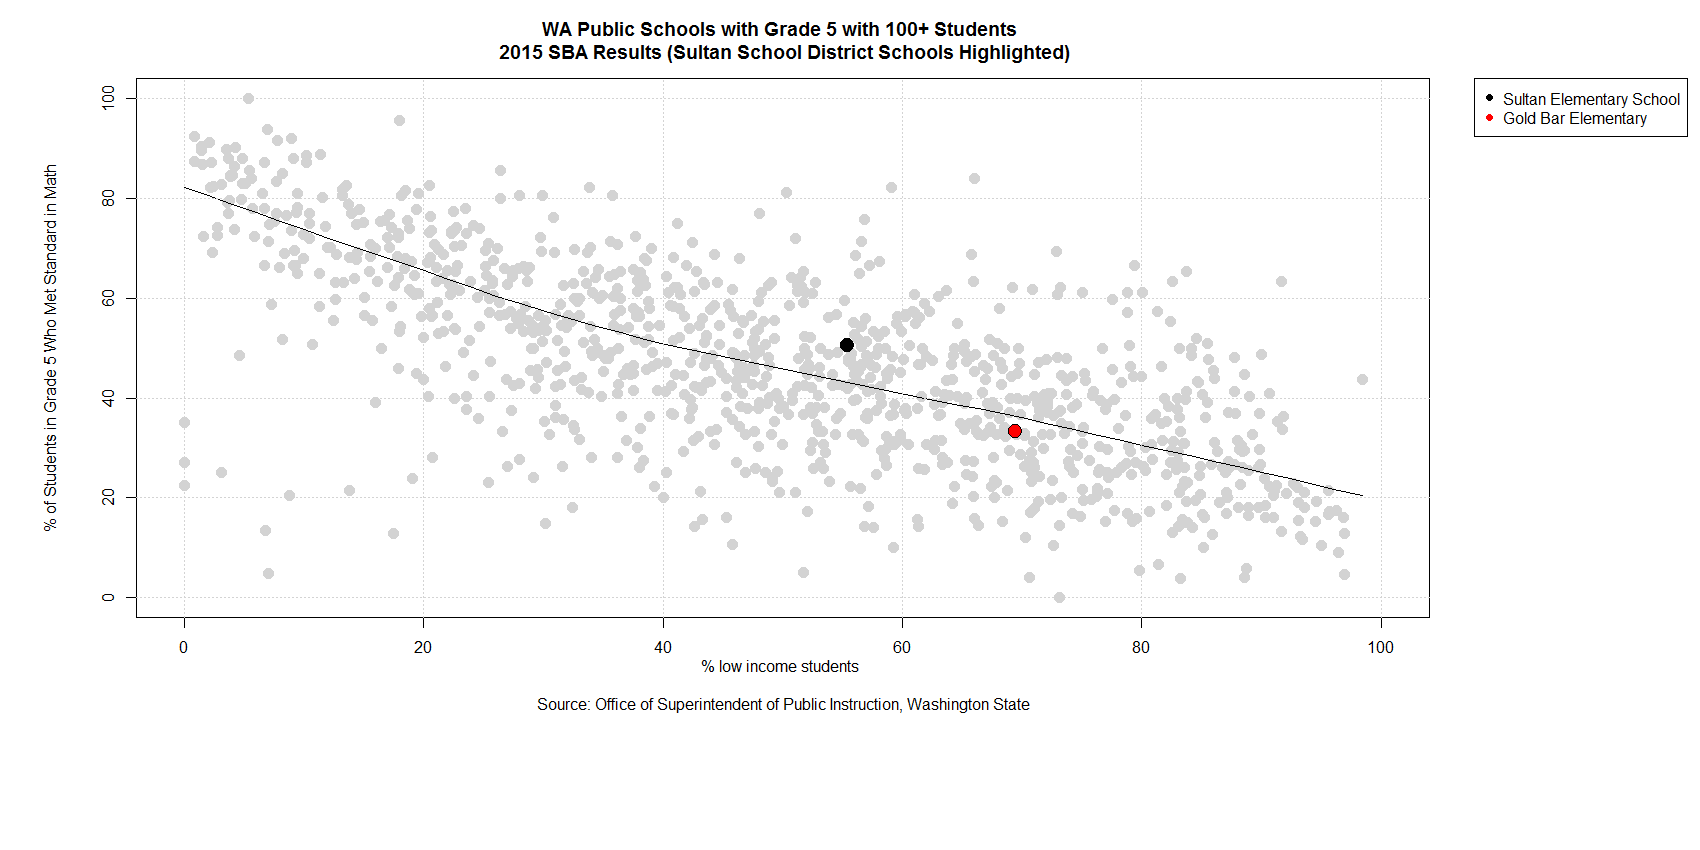 WA Public Schools with Grade 5 with 100+ Students
2015 SBA Results (Sultan School District Schools Highlighted)
Sultan Elementary School
Gold Bar Elementary
% of Students in Grade 5 Who Met Standard in Math
100
80
60
40
20
0
0 20 40 60 80 100
% low income students
Source: Office of Superintendent of Public Instruction, Washington State